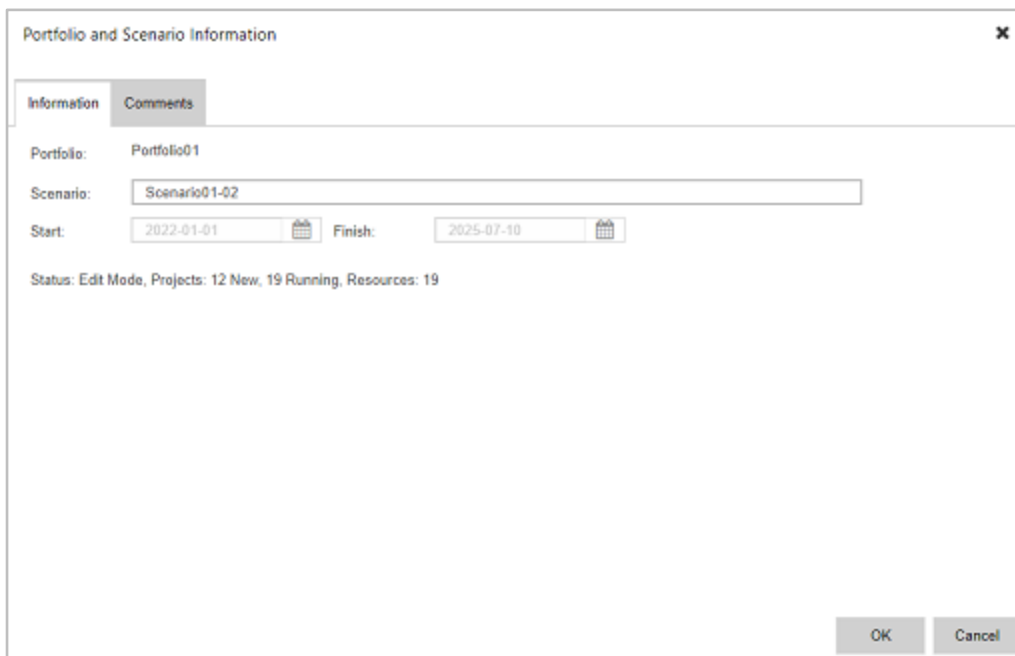 Portfolio and Scenario Information
Information Comments
Portfolio: Portfolio01
Scenario: Scenario01-02
Start: 2022-01-01 Finish: 2025-07-10
Status: Edit Mode, Projects: 12 New, 19 Running, Resources: 19
OK Cancel